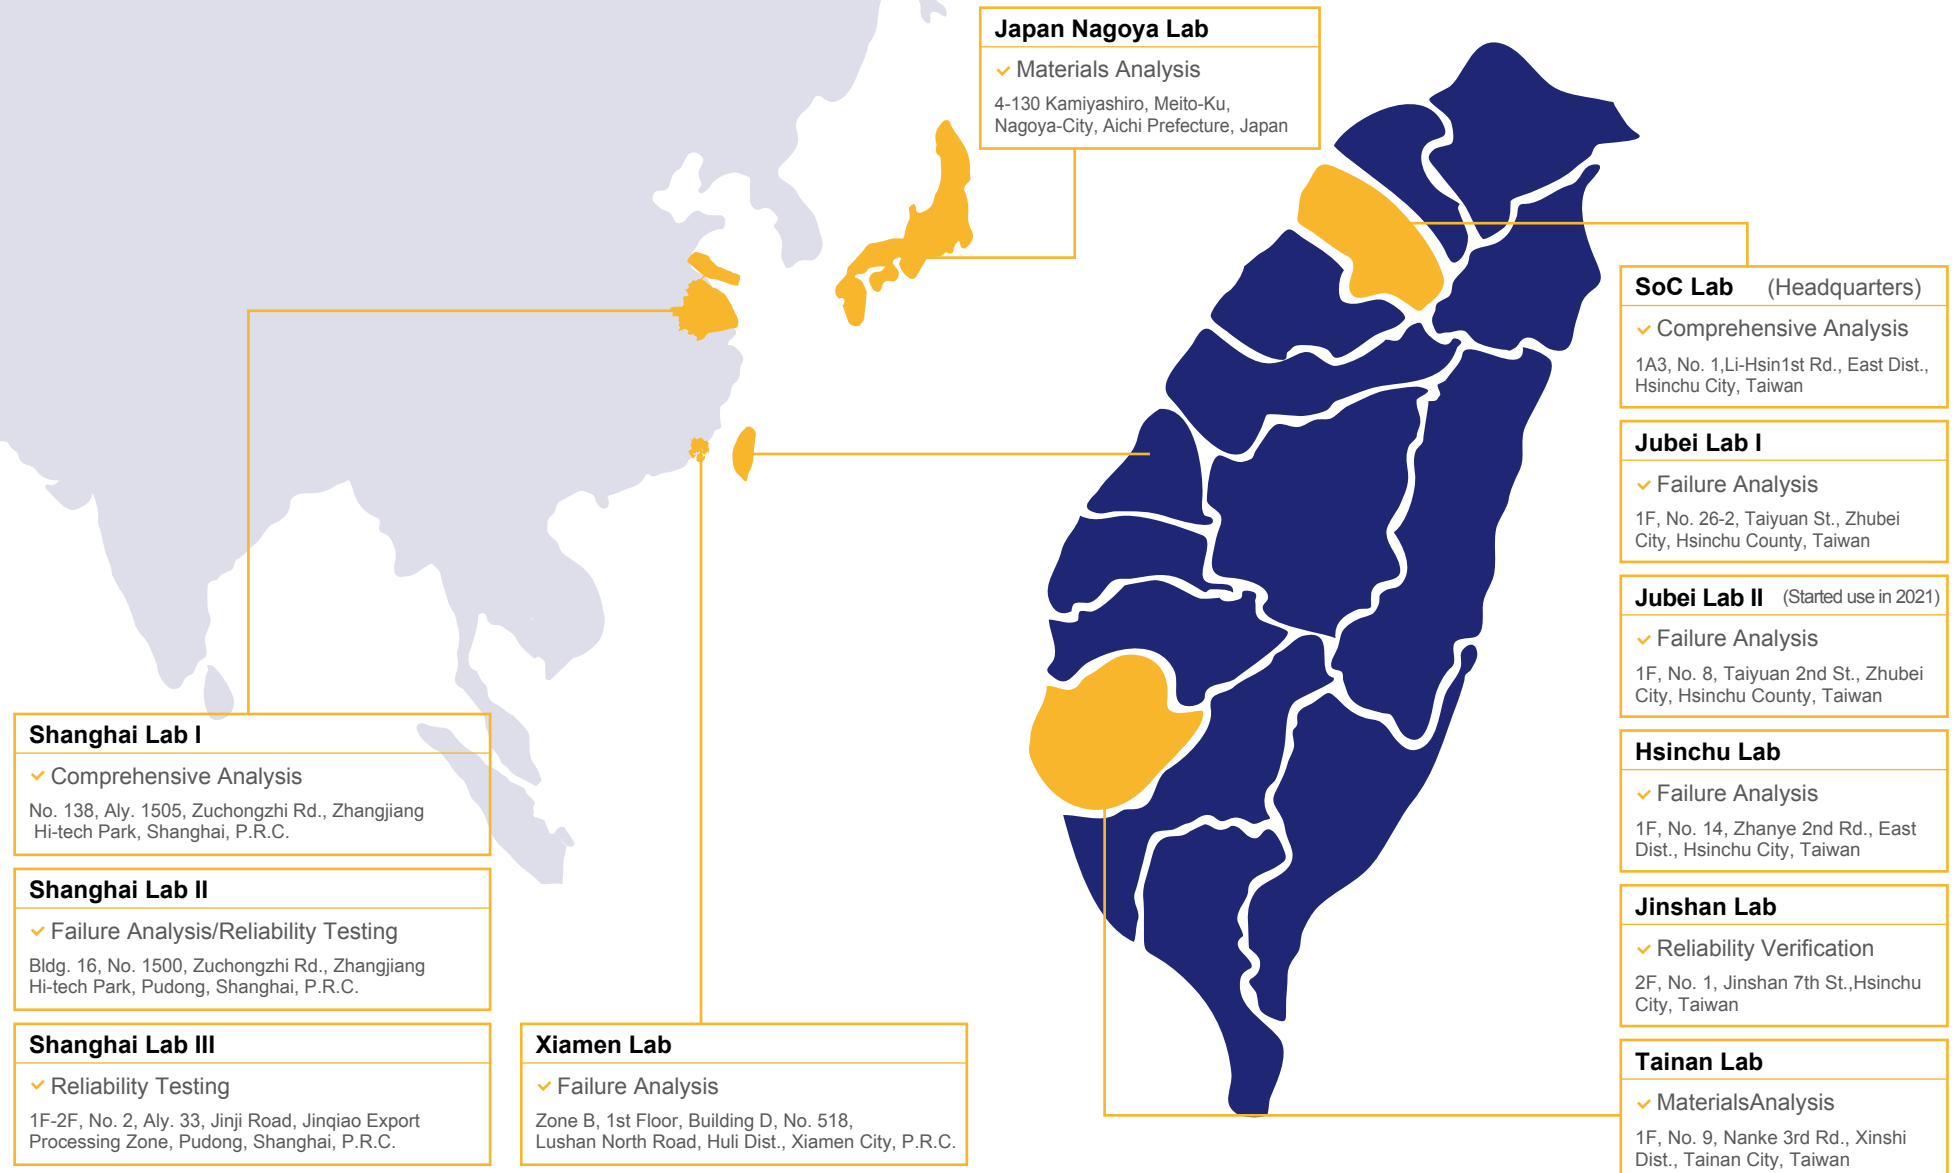 Japan Nagoya Lab
Materials Analysis
4-130 Kamiyashiro, Meito-Ku,
Nagoya-City, Aichi Prefecture, Japan
SoC Lab (Headquarters)
Comprehensive Analysis
1A3, No. 1,Li-Hsin1st Rd., East Dist.,
Hsinchu City, Taiwan
Jubei Lab I
Failure Analysis
1F, No. 26-2, Taiyuan St., Zhubei
City, Hsinchu County, Taiwan
Jubei Lab II (Started use in 2021)
Failure Analysis
1F, No. 8, Taiyuan 2nd St., Zhubei
City, Hsinchu County, Taiwan
Hsinchu Lab
Failure Analysis
1F, No. 14, Zhanye 2nd Rd., East
Dist., Hsinchu City, Taiwan
Jinshan Lab
Reliability Verification
2F, No. 1, Jinshan 7th St.,Hsinchu
City, Taiwan
Tainan Lab
MaterialsAnalysis
1F, No. 9, Nanke 3rd Rd., Xinshi
Dist., Tainan City, Taiwan
Shanghai Lab I
Comprehensive Analysis
No. 138, Aly. 1505, Zuchongzhi Rd., Zhangjiang
Hi-tech Park, Shanghai, P.R.C.
Shanghai Lab II
Failure Analysis/Reliability Testing
Bldg. 16, No. 1500, Zuchongzhi Rd., Zhangjiang
Hi-tech Park, Pudong, Shanghai, P.R.C.
Shanghai Lab III
Reliability Testing
1F-2F, No. 2, Aly. 33, Jinji Road, Jinqiao Export
Processing Zone, Pudong, Shanghai, P.R.C.
Xiamen Lab
Failure Analysis
Zone B, 1st Floor, Building D, No. 518,
Lushan North Road, Huli Dist., Xiamen City, P.R.C.